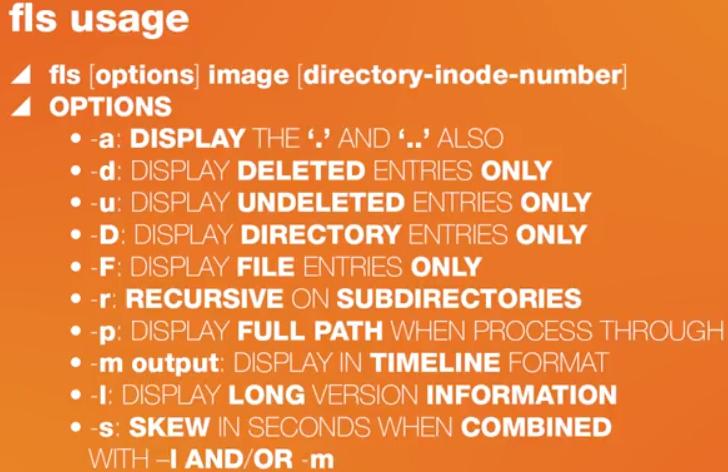 fls usage
fls [options] image [directory-inode-number]
OPTIONS
• -a: DISPLAY THE ‘.’ AND ‘..’ ALSO
• -d: DISPLAY DELETED ENTRIES ONLY
• -u: DISPLAY UNDELETED ENTRIES ONLY
• -D: DISPLAY DIRECTORY ENTRIES ONLY
• -F: DISPLAY FILE ENTRIES ONLY
• -r: RECURSIVE ON SUBDIRECTORIES
• -p: DISPLAY FULL PATH WHEN PROCESS THROUGH
• -m output: DISPLAY IN TIMELINE FORMAT
• -l: DISPLAY LONG VERSION INFORMATION
• -s: SKEW IN SECONDS WHEN COMBINED
WITH –l AND/OR -m